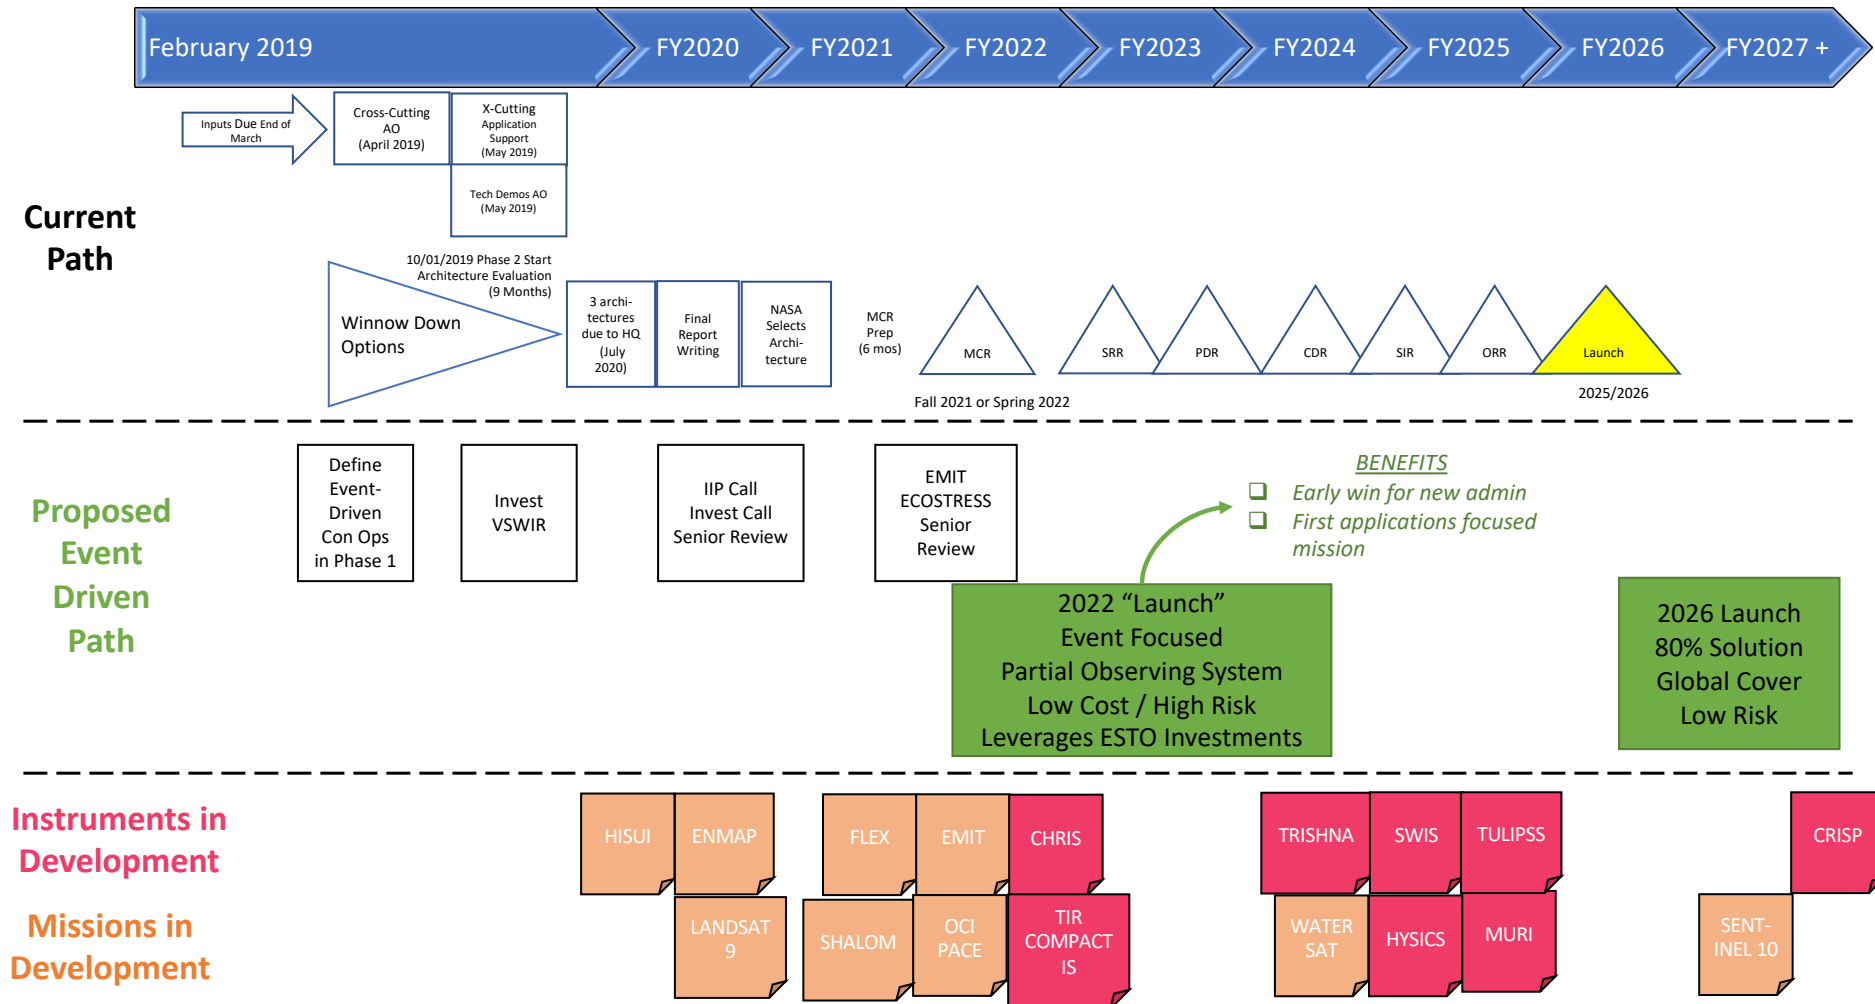 February 2019
FY2020
FY2021
FY2022
FY2023
FY2024
FY2025
FY2026
FY2027 +
Current
Path
Inputs Due End of
March
Cross-Cutting
AO
(April 2019)
X-Cutting
Application
Support
(May 2019)
Tech Demos AO
(May 2019)
10/01/2019 Phase 2 Start
Architecture Evaluation
(9 Months)
Winnow Down
Options
3 archi-
tectures
due to HQ
(July
2020)
Final
Report
Writing
NASA
Selects
Archi-
tecture
MCR
Prep
(6 mos)
MCR
Fall 2021 or Spring 2022
SRR
PDR
CDR
SIR
ORR
Launch
2025/2026
Proposed
Event
Driven
Path
Define
Event-
Driven
Con Ops
in Phase 1
Invest
VSWIR
IIP Call
Invest Call
Senior Review
EMIT
ECOSTRESS
Senior
Review
BENEFITS
Early win for new admin
First applications focused
mission
2022 “Launch”
Event Focused
Partial Observing System
Low Cost / High Risk
Leverages ESTO Investments
2026 Launch
80% Solution
Global Cover
Low Risk
Instruments in
Development
Missions in
Development
HISUI
ENMAP
LANDSAT
9
FLEX
EMIT
CHRIS
SHALOM
OCI
PACE
TIR
COMPACT
IS
TRISHNA
SWIS
TULIPSS
WATER
SAT
HYSICS
MURI
CRISP
SENT-
INEL 10